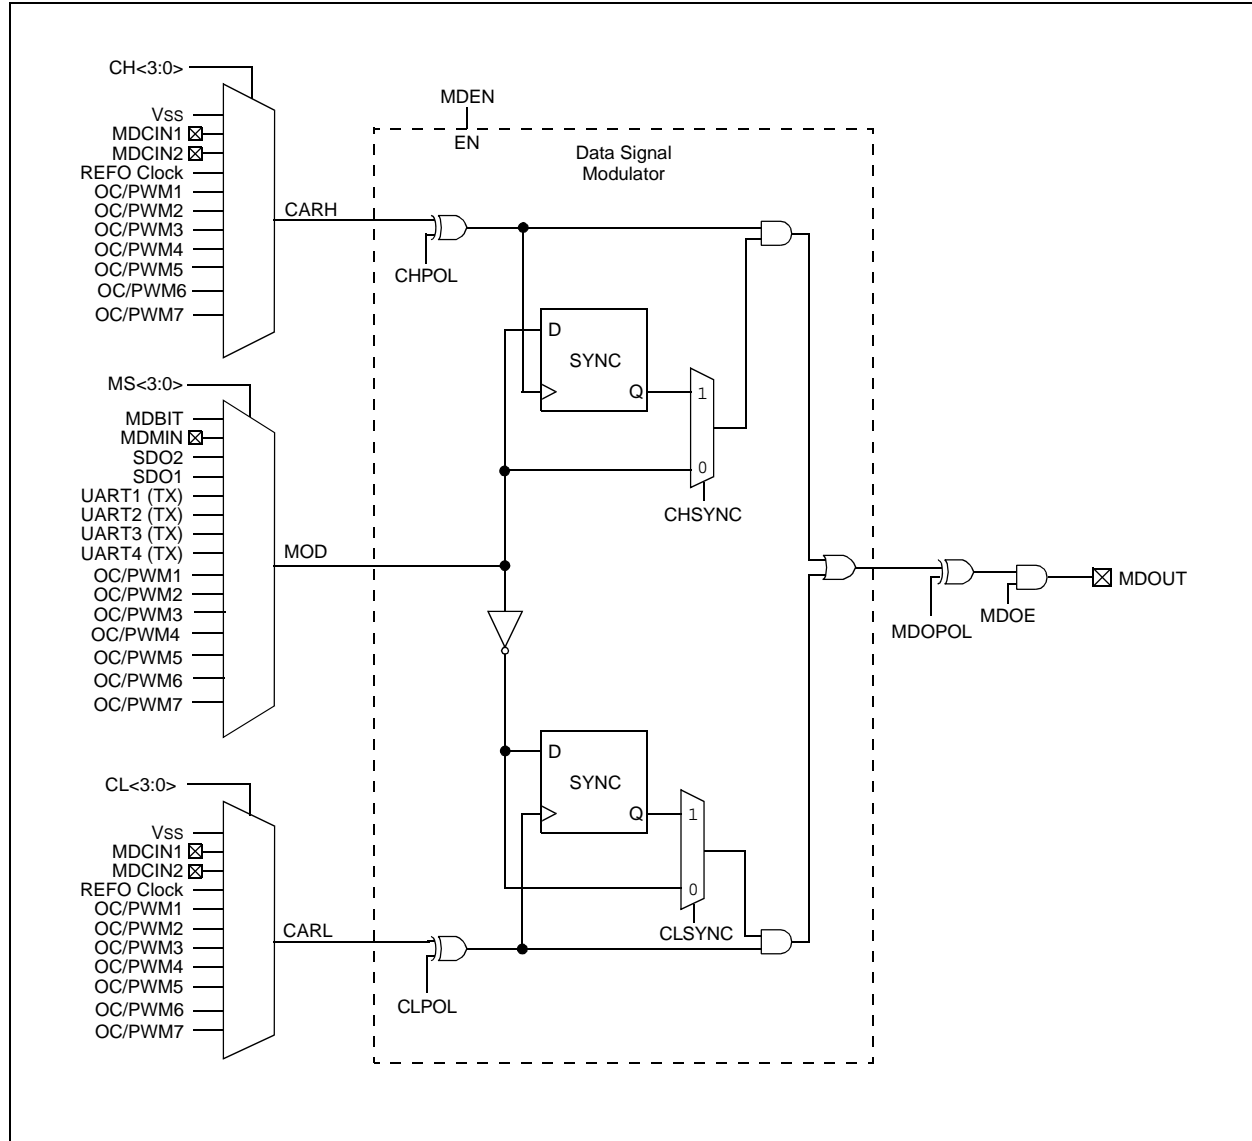 CH<3:0>
VSS
MDCIN1
MDCIN2
REFO Clock
OC/PWM1
OC/PWM2
OC/PWM3
OC/PWM4
OC/PWM5
OC/PWM6
OC/PWM7
CARH
MDEN
EN
Data Signal
Modulator
CHPOL
D
SYNC
Q
1
0
CHSYNC
MS<3:0>
MDBIT
MDMIN
SDO2
SDO1
UART1 (TX)
UART2 (TX)
UART3 (TX)
UART4 (TX)
OC/PWM1
OC/PWM2
OC/PWM3
OC/PWM4
OC/PWM5
OC/PWM6
OC/PWM7
MOD
MDOPOL
MDOE
MDOUT
D
SYNC
Q
1
0
CLSYNC
CL<3:0>
VSS
MDCIN1
MDCIN2
REFO Clock
OC/PWM1
OC/PWM2
OC/PWM3
OC/PWM4
OC/PWM5
OC/PWM6
OC/PWM7
CARL
CLPOL